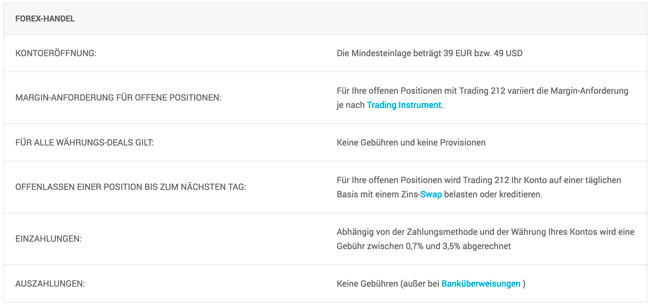 FOREX-HANDEL
KONTOERÖFFNUNG:
Die Mindesteinlage beträgt 39 EUR bzw. 49 USD
MARGIN-ANFORDERUNG FÜR OFFENE POSITIONEN:
Für Ihre offenen Positionen mit Trading 212 variiert die Margin-Anforderung
je nach Trading Instrument.
FÜR ALLE WÄHRUNGS-DEALS GILT:
Keine Gebühren und keine Provisionen
OFFENLASSEN EINER POSITION BIS ZUM NÄCHSTEN TAG:
Für Ihre offenen Positionen wird Trading 212 Ihr Konto auf einer täglichen
Basis mit einem Zins-Swap belasten oder kreditieren.
EINZAHLUNGEN:
Abhängig von der Zahlungsmethode und der Währung Ihres Kontos wird eine
Gebühr zwischen 0,7% und 3,5% abgerechnet
AUSZAHLUNGEN:
Keine Gebühren (außer bei Banküberweisungen )